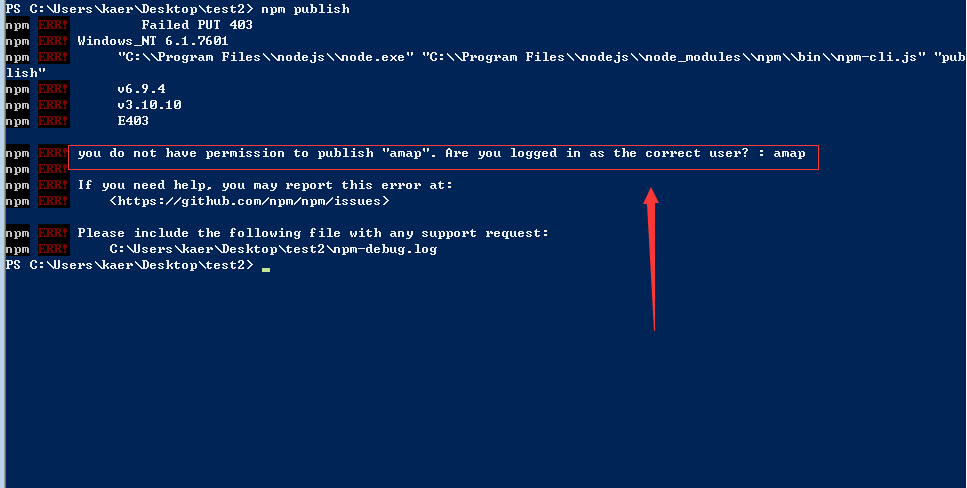 PS C:\Users\kaer\Desktop\test2> npm publish
npm ERR! Failed PUT 403
npm ERR! Windows_NT 6.1.7601
npm ERR! "C:\\Program Files\\nodejs\\node.exe" "C:\\Program Files\\nodejs\\node_modules\\npm\\bin\\npm-cli.js" "pub
lish"
npm ERR! v6.9.4
npm ERR! v3.10.10
npm ERR! E403
npm ERR! you do not have permission to publish "amap". Are you logged in as the correct user? : amap
npm ERR!
npm ERR! If you need help, you may report this error at:
npm ERR! <https://github.com/npm/npm/issues>
npm ERR! Please include the following file with any support request:
npm ERR! C:\Users\kaer\Desktop\test2\npm-debug.log
PS C:\Users\kaer\Desktop\test2>